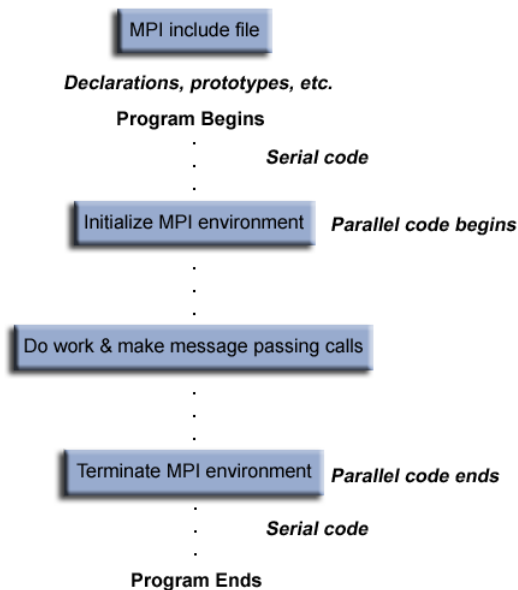 MPI include file
Declarations, prototypes, etc.
Program Begins
Serial code
Initialize MPI environment
Parallel code begins
Do work & make message passing calls
Terminate MPI environment
Parallel code ends
Serial code
Program Ends